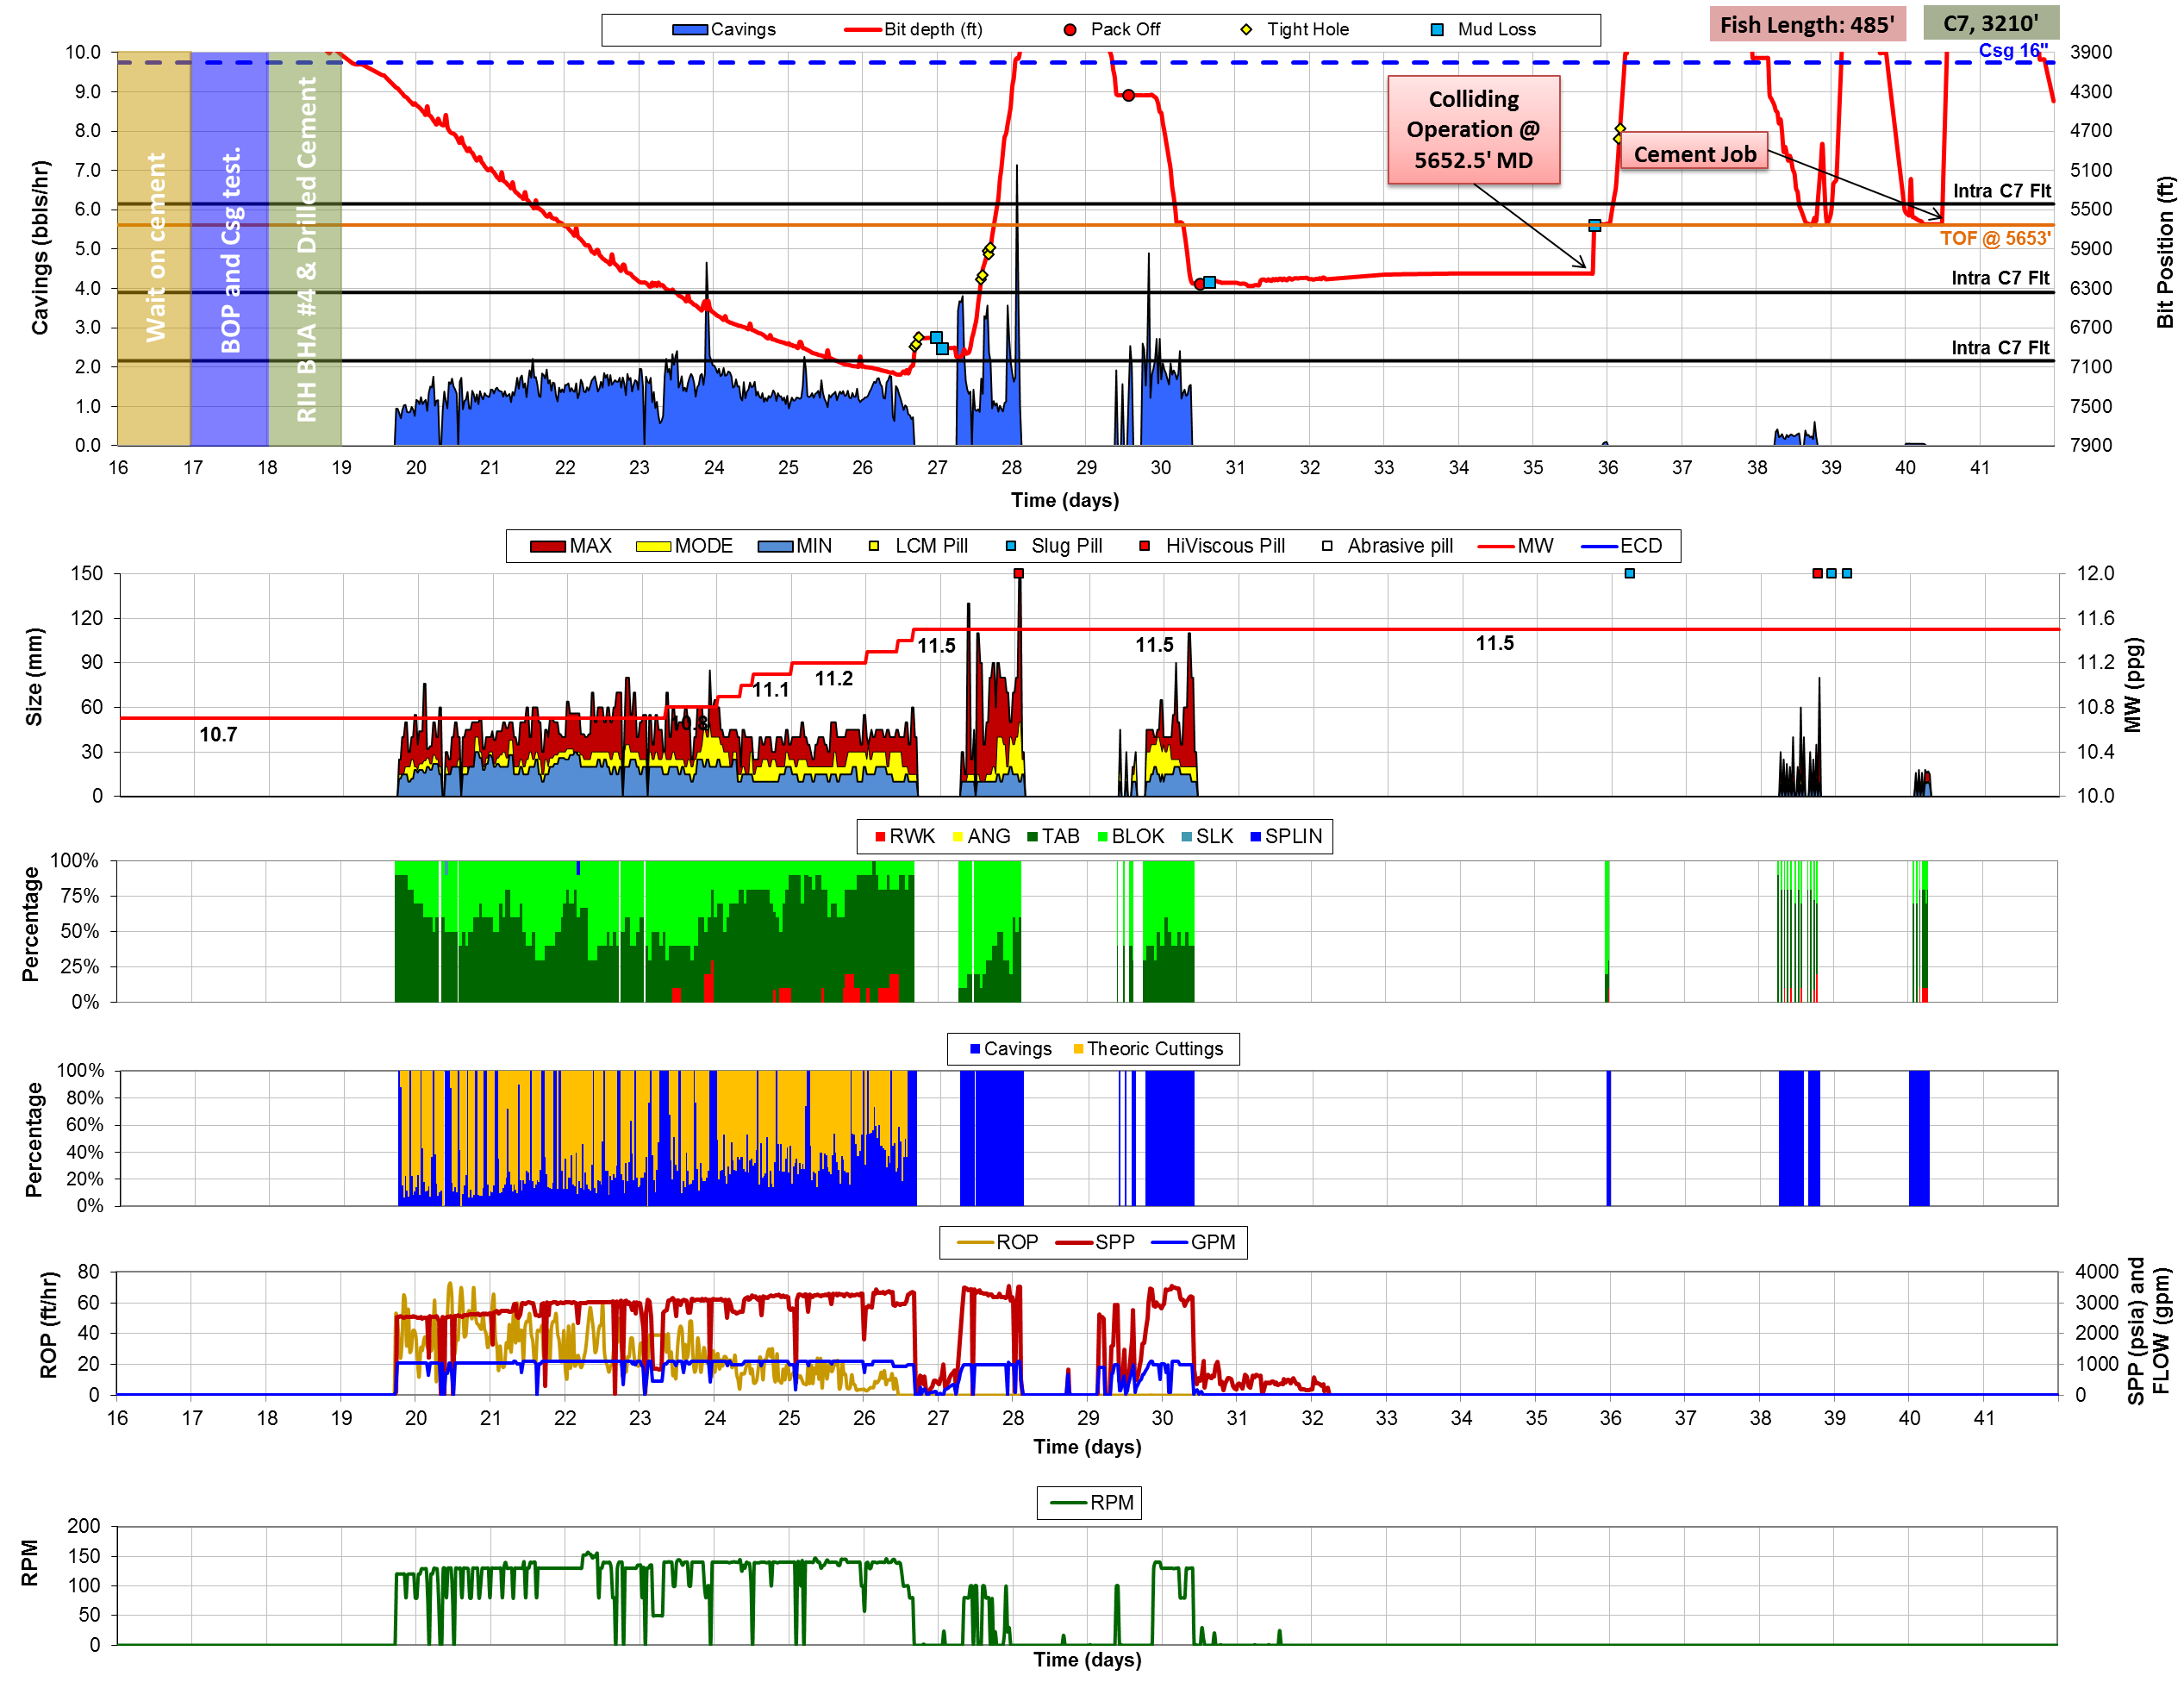 Cavings Bit depth (ft) Pack Off Tight Hole Mud Loss
Fish Length: 485'
C7, 3210'
Csg 16"
10.0
9.0
8.0
7.0
6.0
5.0
4.0
3.0
2.0
1.0
0.0
Cavings (bbls/hr)
Wait on cement
BOP and Csg test.
RIH BHA #4 & Drilled Cement
Colliding
Operation @
5652.5' MD
Cement Job
Intra C7 Flt
TOF @ 5653'
Intra C7 Flt
Intra C7 Flt
3900
4300
4700
5100
5500
5900
6300
6700
7100
7500
7900
Bit Position (ft)
16 17 18 19 20 21 22 23 24 25 26 27 28 29 30 31 32 33 34 35 36 37 38 39 40 41
Time (days)
MAX MODE MIN LCM Pill Slug Pill HiViscous Pill Abrasive pill MW ECD
150
120
90
60
30
0
Size (mm)
10.7
11.1
11.2
11.5
11.5
11.5
12.0
11.6
11.2
10.8
10.4
10.0
MW (ppg)
RWK ANG TAB BLOK SLK SPLIN
100%
75%
50%
25%
0%
Percentage
Cavings Theoric Cuttings
100%
80%
60%
40%
20%
0%
Percentage
ROP SPP GPM
80
60
40
20
0
ROP (ft/hr)
4000
3000
2000
1000
0
SPP (psia) and
FLOW (gpm)
16 17 18 19 20 21 22 23 24 25 26 27 28 29 30 31 32 33 34 35 36 37 38 39 40 41
Time (days)
RPM
200
150
100
50
0
RPM
Time (days)